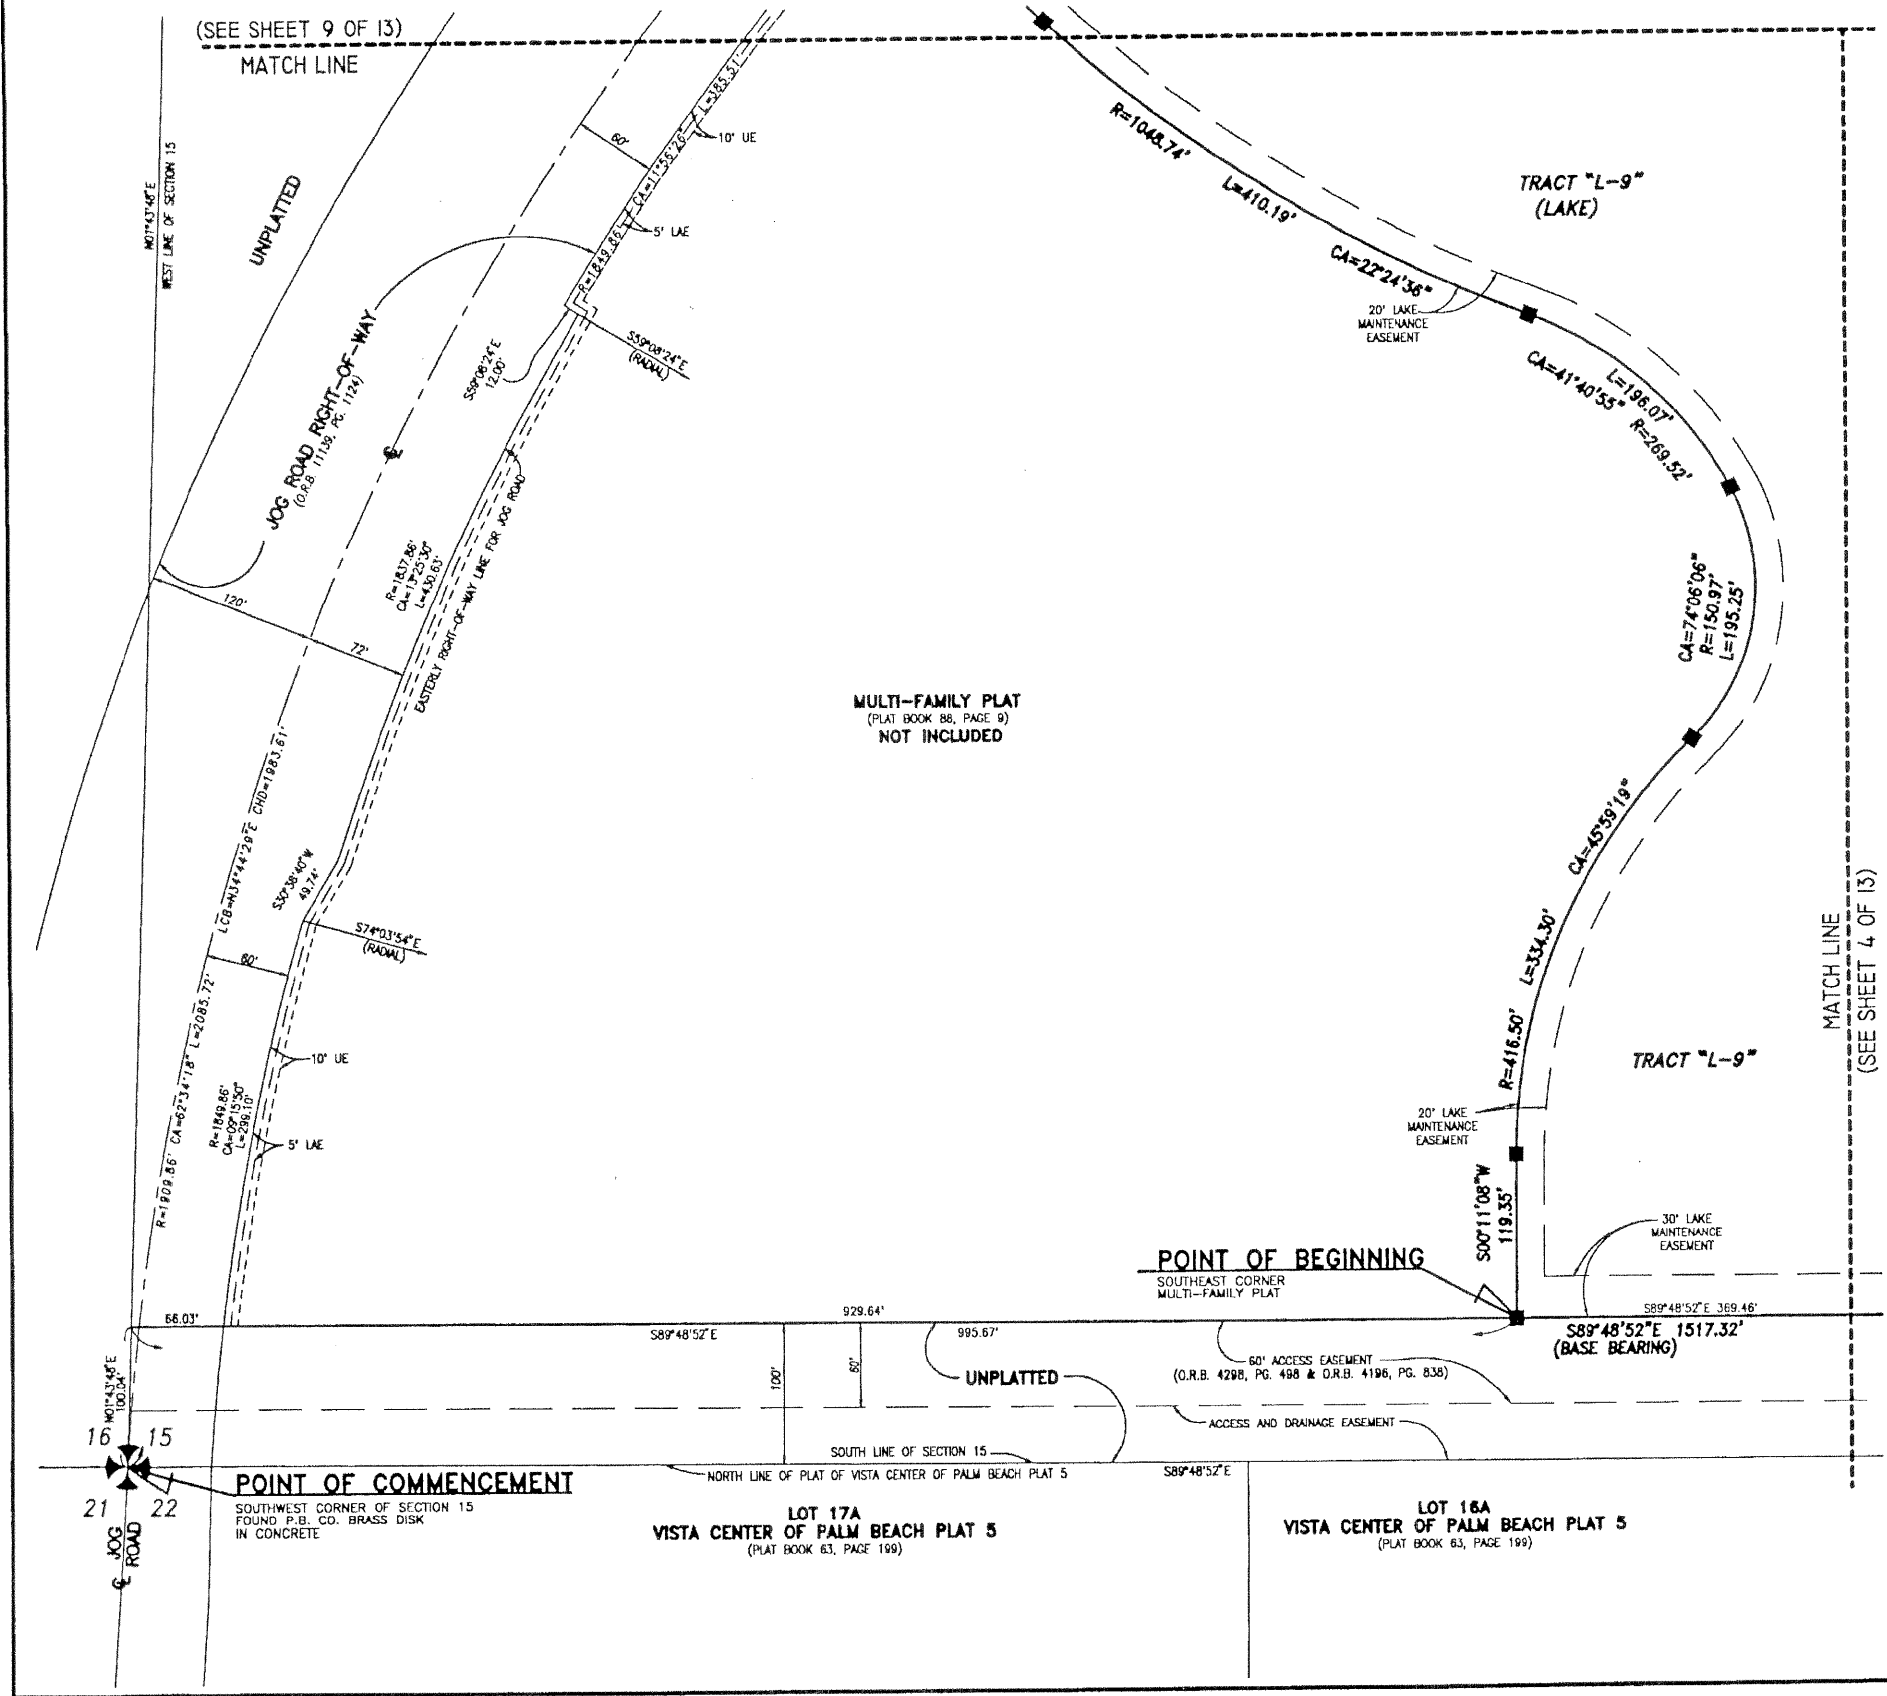 (SEE SHEET 9 OF 13)
MATCH LINE
N01°43'48"E
WEST LINE OF SECTION 15
UNPLATTED
60'
R=1849.86' CA=11°56'26" L=385.51'
10' UE
5' LAE
S59°08'24"E
(RADIAL)
S59°08'24"E
12.00'
JOG ROAD RIGHT-OF-WAY
(O.R.B. 11139, PG. 1124)
R=1837.86'
CA=13°25'30"
L=430.63'
EASTERLY RIGHT-OF-WAY LINE FOR JOG ROAD
120'
72'
R=1048.74'
L=410.19'
CA=22°24'36"
TRACT "L-9"
(LAKE)
20' LAKE
MAINTENANCE
EASEMENT
L=196.07'
CA=41°40'55"
R=269.52'
CA=74°06'06"
R=150.97'
L=195.25'
MULTI-FAMILY PLAT
(PLAT BOOK 88, PAGE 9)
NOT INCLUDED
CA=45°59'19"
L=334.30'
R=416.50'
MATCH LINE
(SEE SHEET 4 OF 13)
TRACT "L-9"
R=1909.86' CA=62°34'18" L=2085.72'
LCB=N34°44'29"E CHD=1983.61'
S30°38'40"W
49.74'
S74°03'54"E
(RADIAL)
60'
10' UE
R=1849.86'
CA=09°15'50"
L=299.10'
5' LAE
20' LAKE
MAINTENANCE
EASEMENT
S00°11'08"W
119.35'
30' LAKE
MAINTENANCE
EASEMENT
POINT OF BEGINNING
SOUTHEAST CORNER
MULTI-FAMILY PLAT
66.03'
929.64'
S89°48'52"E
995.67'
S89°48'52"E 369.46'
S89°48'52"E 1517.32'
(BASE BEARING)
N01°43'48"E
100.04'
100'
60'
UNPLATTED
60' ACCESS EASEMENT
(O.R.B. 4298, PG. 498 & O.R.B. 4196, PG. 838)
ACCESS AND DRAINAGE EASEMENT
16 15
21 22
SOUTH LINE OF SECTION 15
NORTH LINE OF PLAT OF VISTA CENTER OF PALM BEACH PLAT 5
S89°48'52"E
POINT OF COMMENCEMENT
SOUTHWEST CORNER OF SECTION 15
FOUND P.B. CO. BRASS DISK
IN CONCRETE
JOG
℄ ROAD
LOT 17A
VISTA CENTER OF PALM BEACH PLAT 5
(PLAT BOOK 63, PAGE 199)
LOT 16A
VISTA CENTER OF PALM BEACH PLAT 5
(PLAT BOOK 63, PAGE 199)